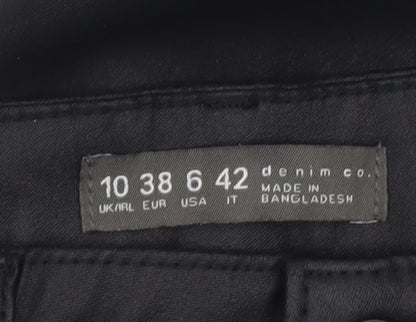 10 38 6 42 denim co.
UK/IRL EUR USA IT MADE IN
BANGLADESH